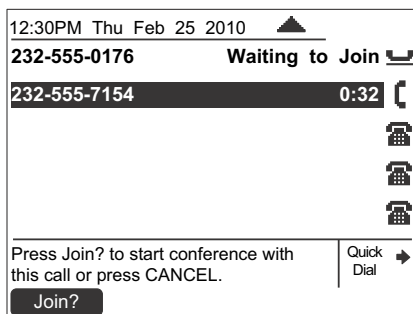 12:30PM Thu Feb 25 2010
232-555-0176 Waiting to Join
232-555-7154 0:32
Press Join? to start conference with
this call or press CANCEL.
Quick
Dial
Join?